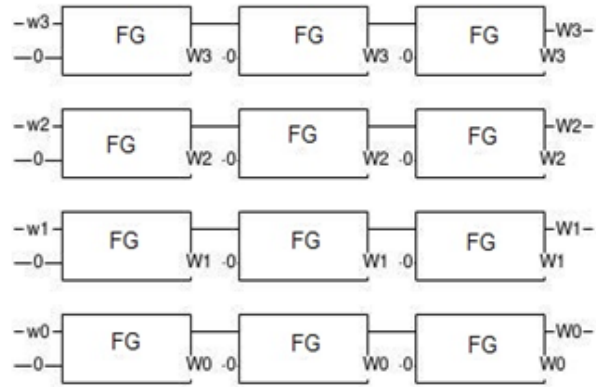 w3 FG FG FG W3
0 W3 0 W3 0 W3
w2 FG FG FG W2
0 W2 0 W2 0 W2
w1 FG FG FG W1
0 W1 0 W1 0 W1
w0 FG FG FG W0
0 W0 0 W0 0 W0